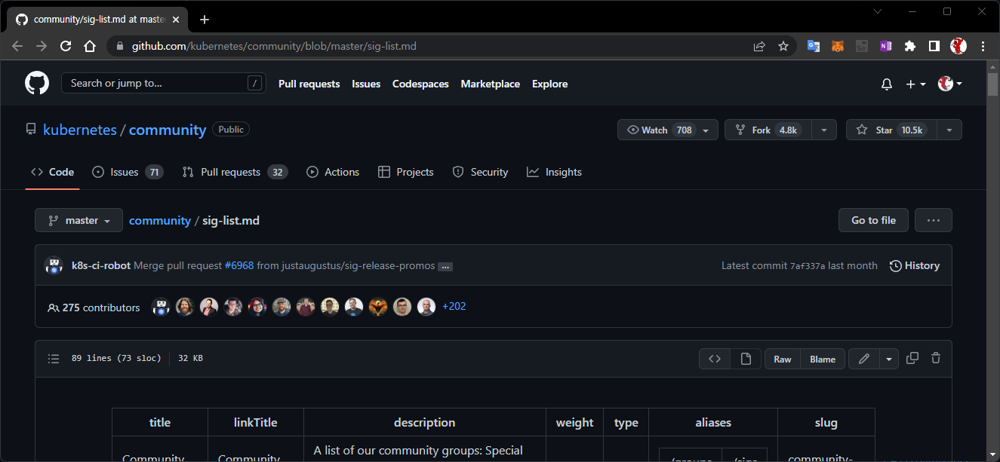 community/sig-list.md at maste
github.com/kubernetes/community/blob/master/sig-list.md
Search or jump to... /
Pull requests Issues Codespaces Marketplace Explore
kubernetes / community Public
Watch 708 Fork 4.8k Star 10.5k
Code Issues 71 Pull requests 32 Actions Projects Security Insights
master community / sig-list.md Go to file ...
k8s-ci-robot Merge pull request #6968 from justaugustus/sig-release-promos ... Latest commit 7af337a last month History
275 contributors +202
89 lines (73 sloc) 32 KB Raw Blame
title linkTitle description weight type aliases slug
A list of our community groups: Special
Community Community /groups /sigs community-